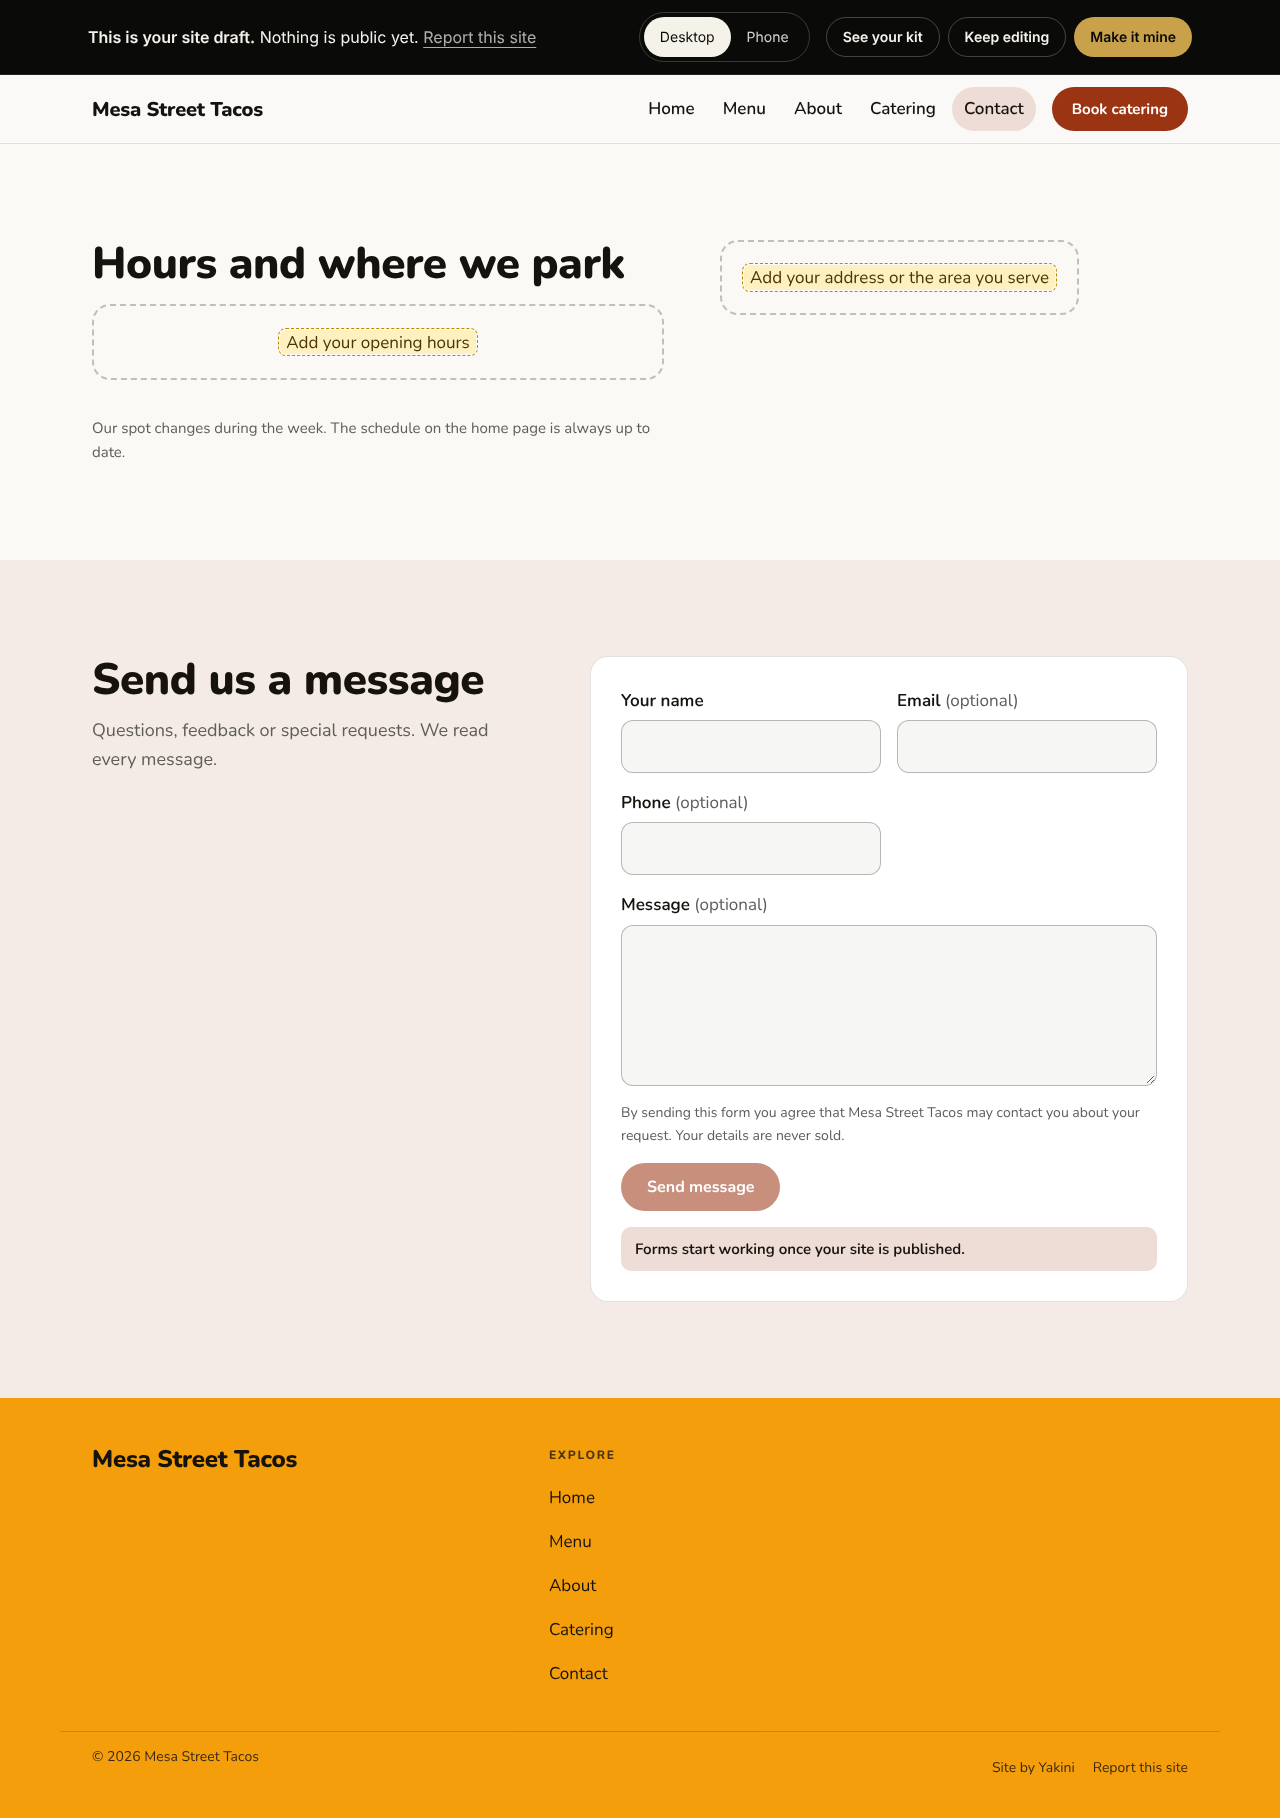 This is your site draft. Nothing is public yet. Report this site
Desktop
Phone
See your kit
Keep editing
Make it mine
Mesa Street Tacos
Home
Menu
About
Catering
Contact
Book catering
Hours and where we park
Add your opening hours
Our spot changes during the week. The schedule on the home page is always up to
date.
Add your address or the area you serve
Send us a message
Questions, feedback or special requests. We read
every message.
Your name
Email (optional)
Phone (optional)
Message (optional)
By sending this form you agree that Mesa Street Tacos may contact you about your
request. Your details are never sold.
Send message
Forms start working once your site is published.
Mesa Street Tacos
EXPLORE
Home
Menu
About
Catering
Contact
© 2026 Mesa Street Tacos
Site by Yakini
Report this site